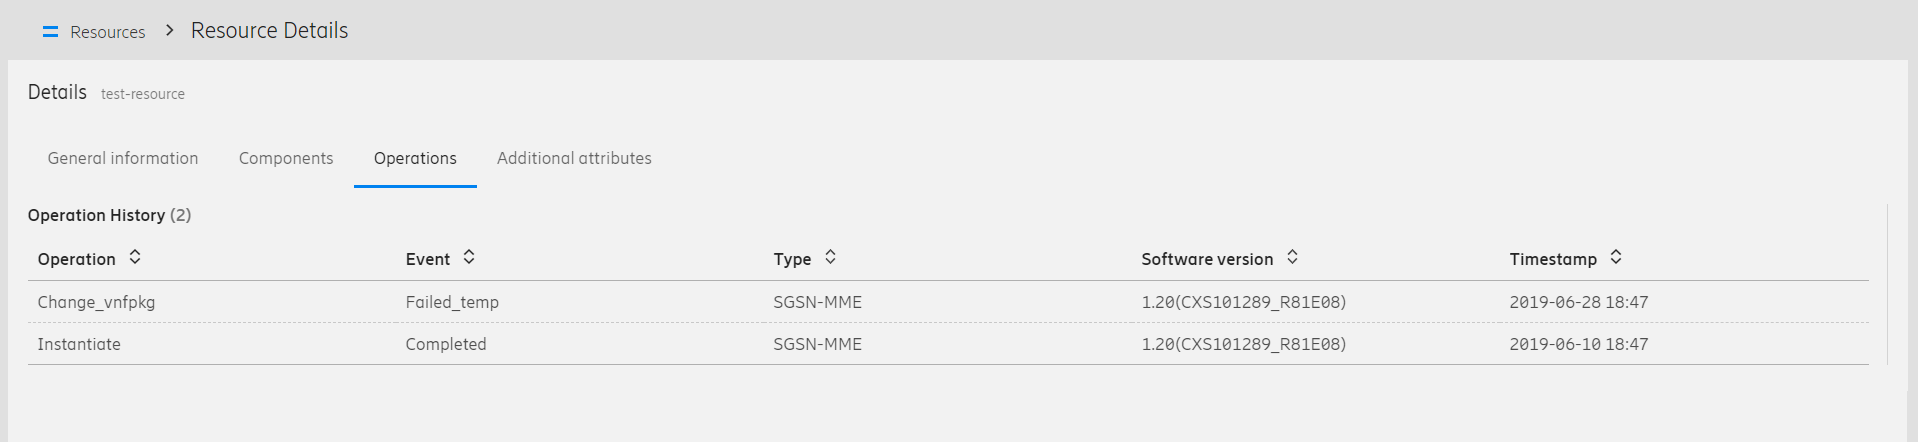 Resources > Resource Details
Details test-resource
General information Components Operations Additional attributes
Operation History (2)
Operation Event Type Software version Timestamp
Change_vnfpkg Failed_temp SGSN-MME 1.20(CXS101289_R81E08) 2019-06-28 18:47
Instantiate Completed SGSN-MME 1.20(CXS101289_R81E08) 2019-06-10 18:47